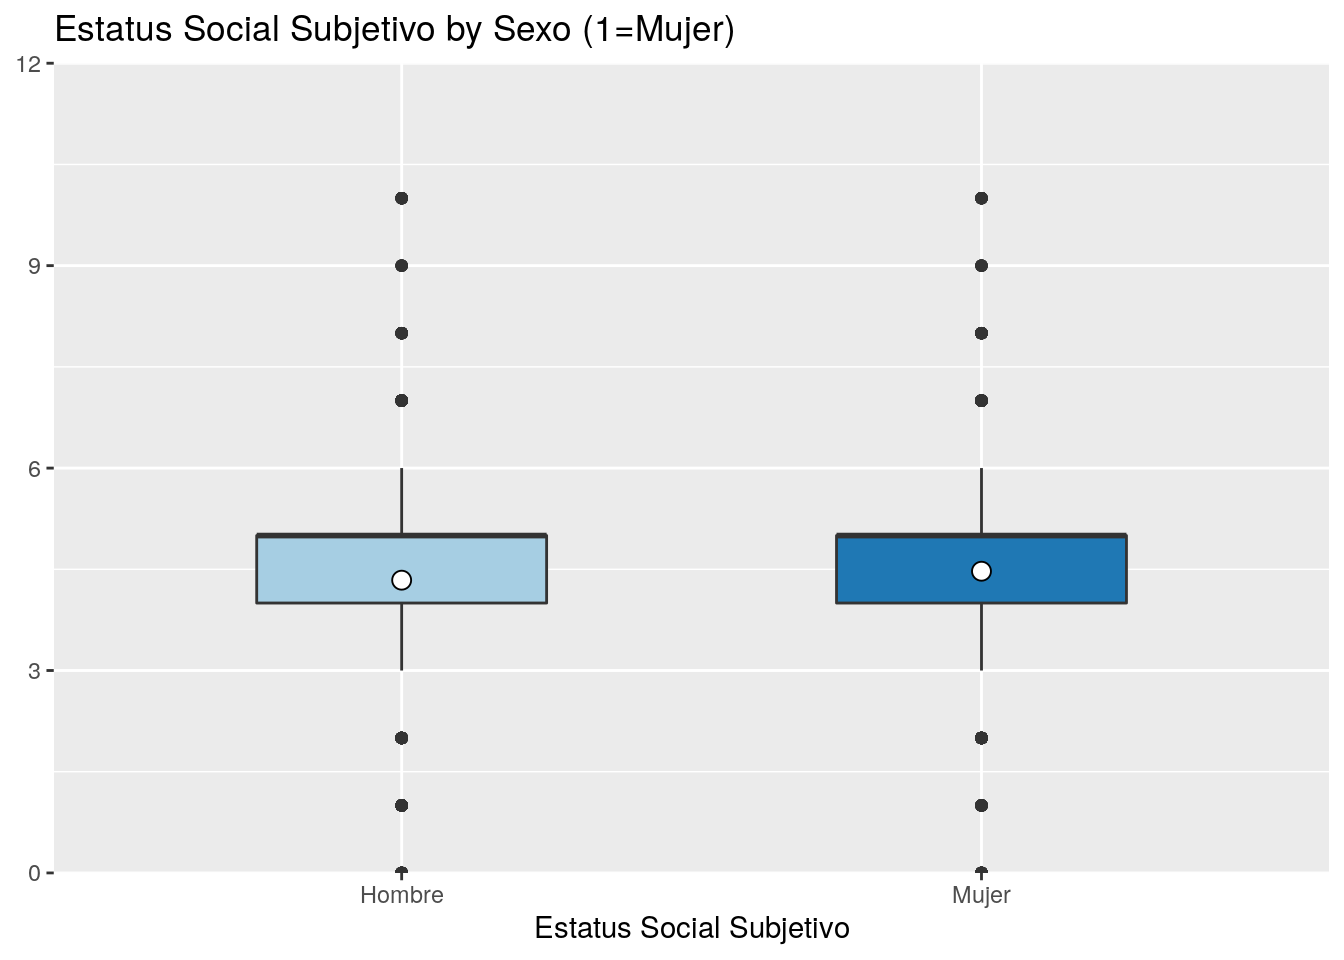 Estatus Social Subjetivo by Sexo (1=Mujer)
12
9
6
3
0
Hombre Mujer
Estatus Social Subjetivo